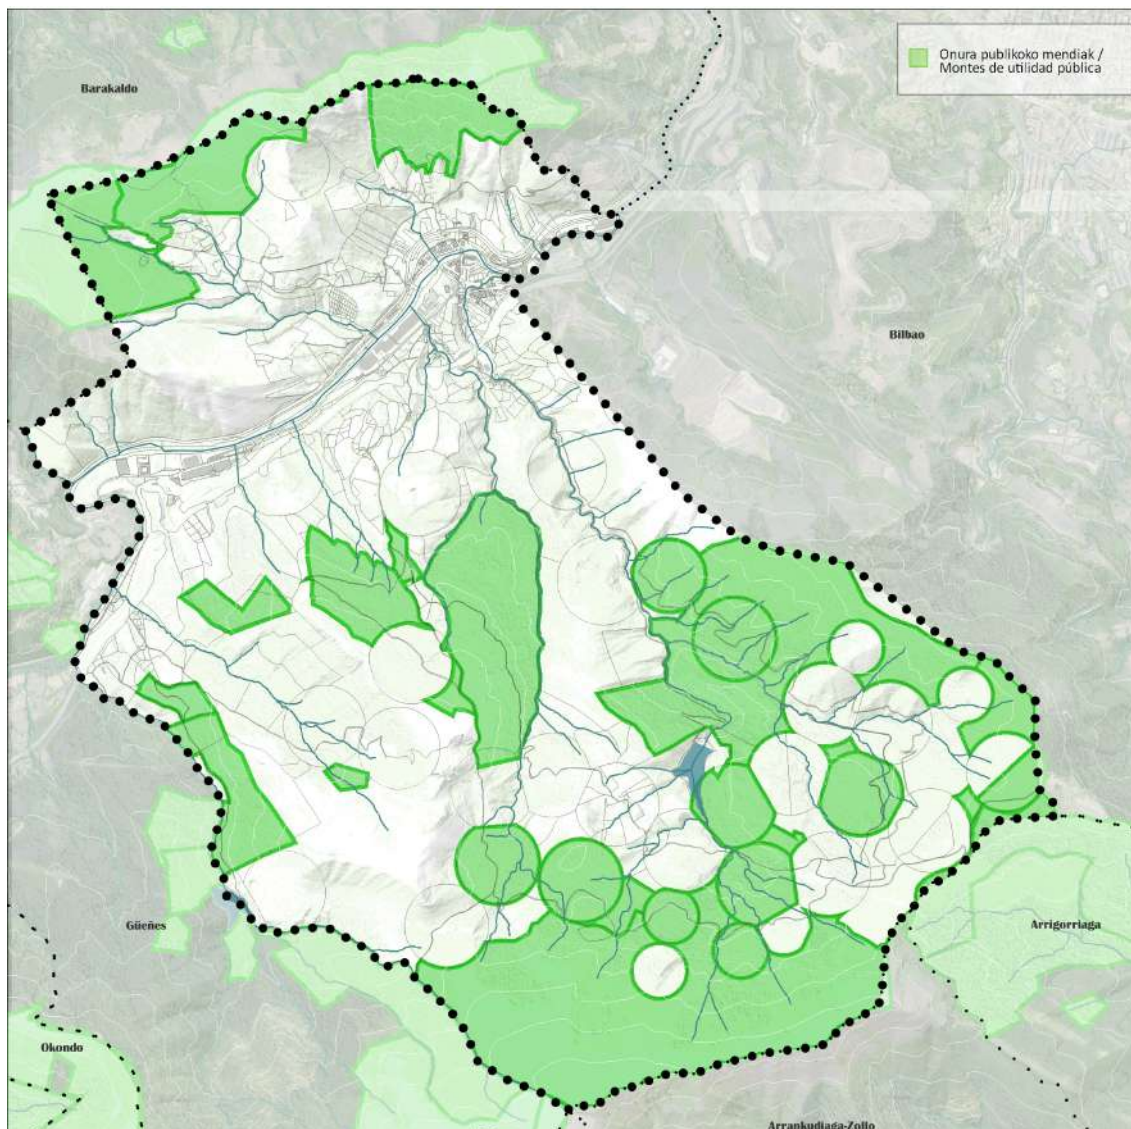 Onura publikoko mendiak /
Montes de utilidad pública
Barakaldo
Bilbao
Güeñes
Arrigorriaga
Okondo
Arrankudiaga-Zollo